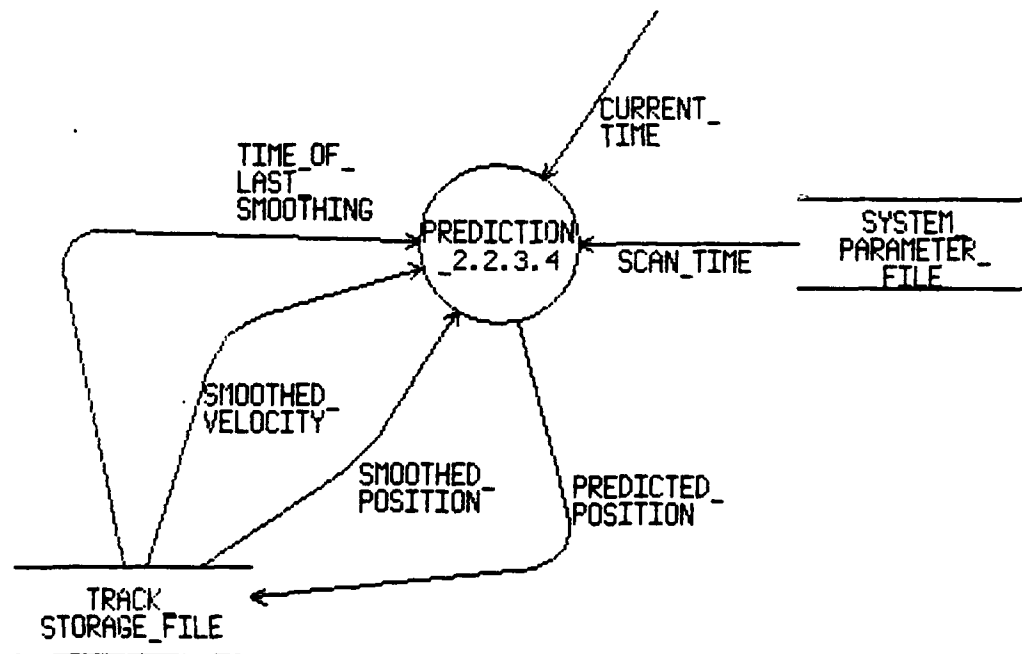 CURRENT_
TIME
TIME_OF_
LAST_
SMOOTHING
PREDICTION
_2.2.3.4
SCAN_TIME
SYSTEM_
PARAMETER_
FILE
SMOOTHED_
VELOCITY
SMOOTHED_
POSITION
PREDICTED_
POSITION
TRACK_
STORAGE_FILE